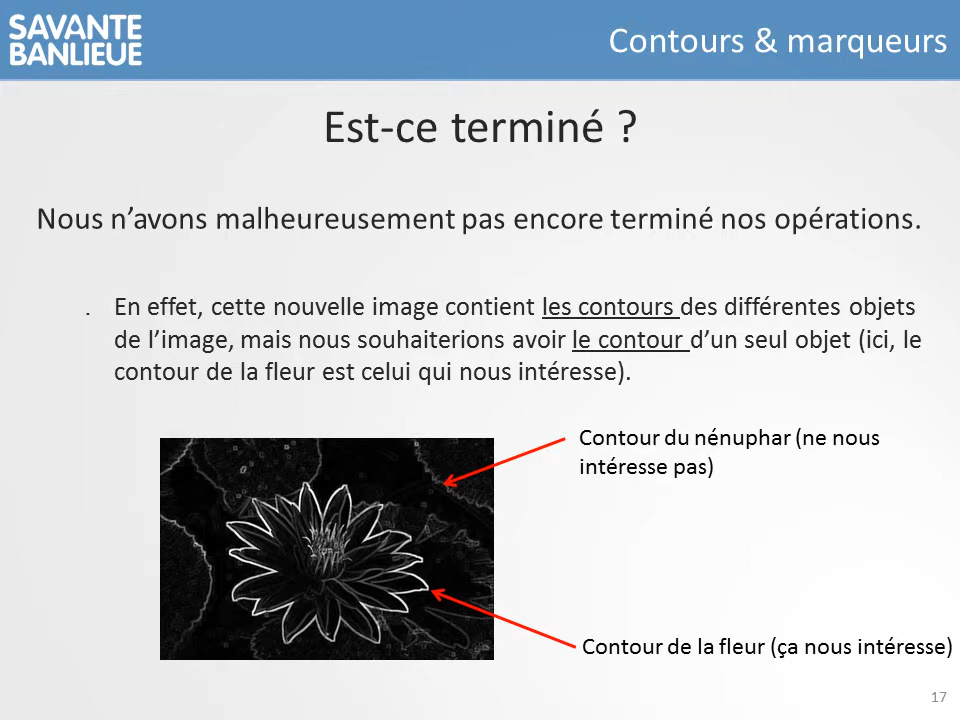 SAVANTE
BANLIEUE
Contours & marqueurs
Est-ce terminé ?
Nous n’avons malheureusement pas encore terminé nos opérations.
. En effet, cette nouvelle image contient les contours des différentes objets
de l’image, mais nous souhaiterions avoir le contour d’un seul objet (ici, le
contour de la fleur est celui qui nous intéresse).
Contour du nénuphar (ne nous
intéresse pas)
Contour de la fleur (ça nous intéresse)
17